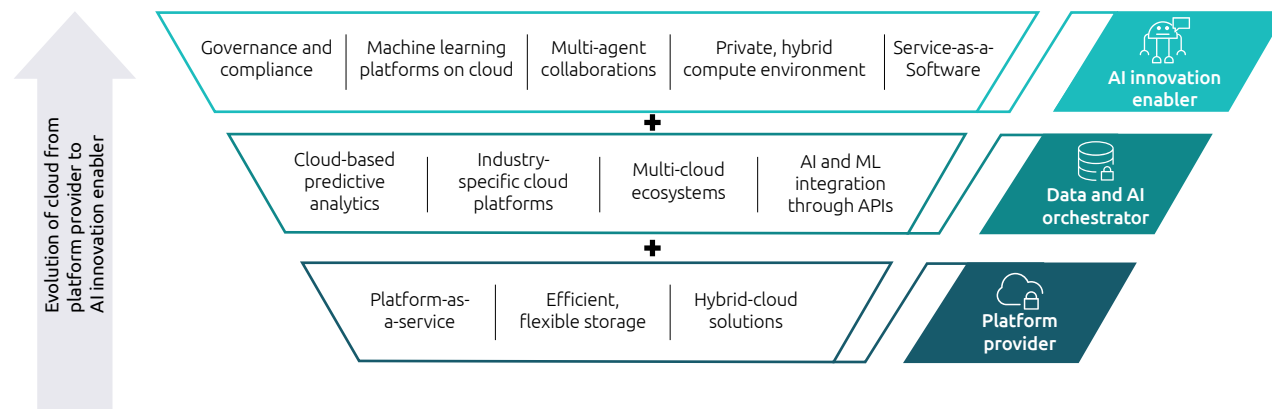 Evolution of cloud from
platform provider to
AI innovation enabler
Governance and
compliance
Machine learning
platforms on cloud
Multi-agent
collaborations
Private, hybrid
compute environment
Service-as-a-
Software
AI innovation
enabler
+
Cloud-based
predictive
analytics
Industry-
specific cloud
platforms
Multi-cloud
ecosystems
AI and ML
integration
through APIs
Data and AI
orchestrator
+
Platform-as-
a-service
Efficient,
flexible storage
Hybrid-cloud
solutions
Platform
provider